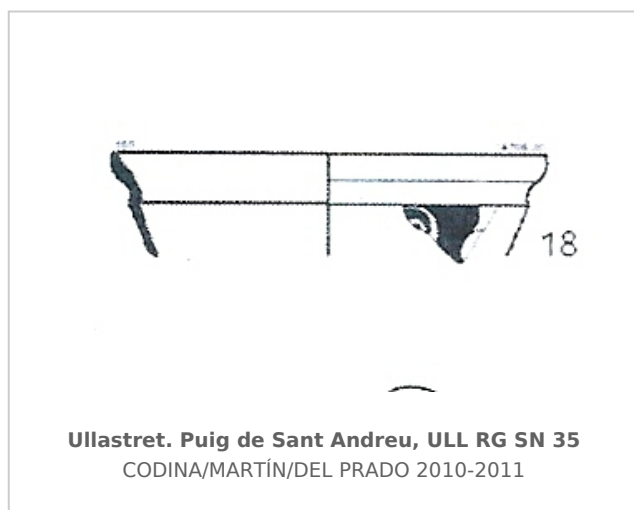 18
Ullastret. Puig de Sant Andreu, ULL RG SN 35
CODINA/MARTÍN/DEL PRADO 2010-2011